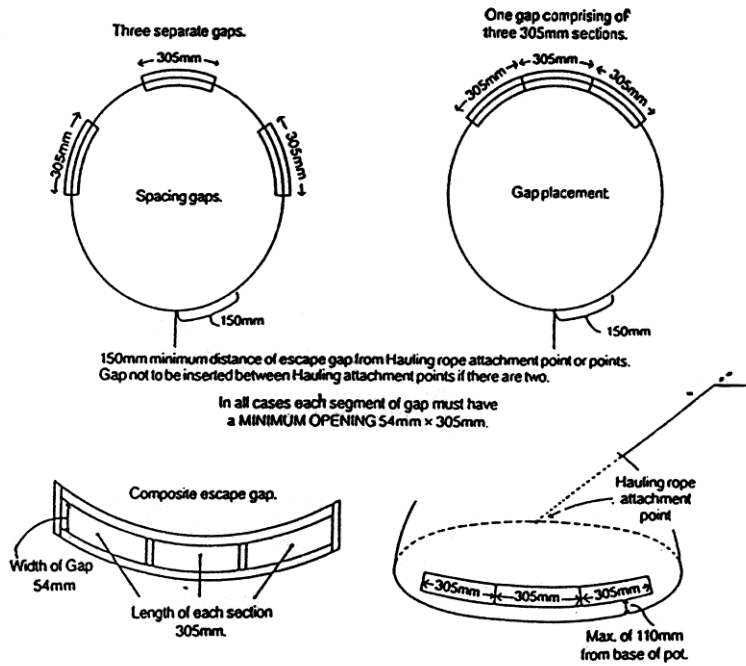 Three separate gaps.
305mm
305mm
305mm
Spacing gaps.
150mm
One gap comprising of
three 305mm sections.
305mm
305mm
305mm
Gap placement.
150mm
150mm minimum distance of escape gap from Hauling rope attachment point or points.
Gap not to be inserted between Hauling attachment points if there are two.
In all cases each segment of gap must have
a MINIMUM OPENING 54mm × 305mm.
Composite escape gap.
Width of Gap
54mm
Length of each section
305mm.
Hauling rope
attachment
point
305mm
305mm
305mm
Max. of 110mm
from base of pot.